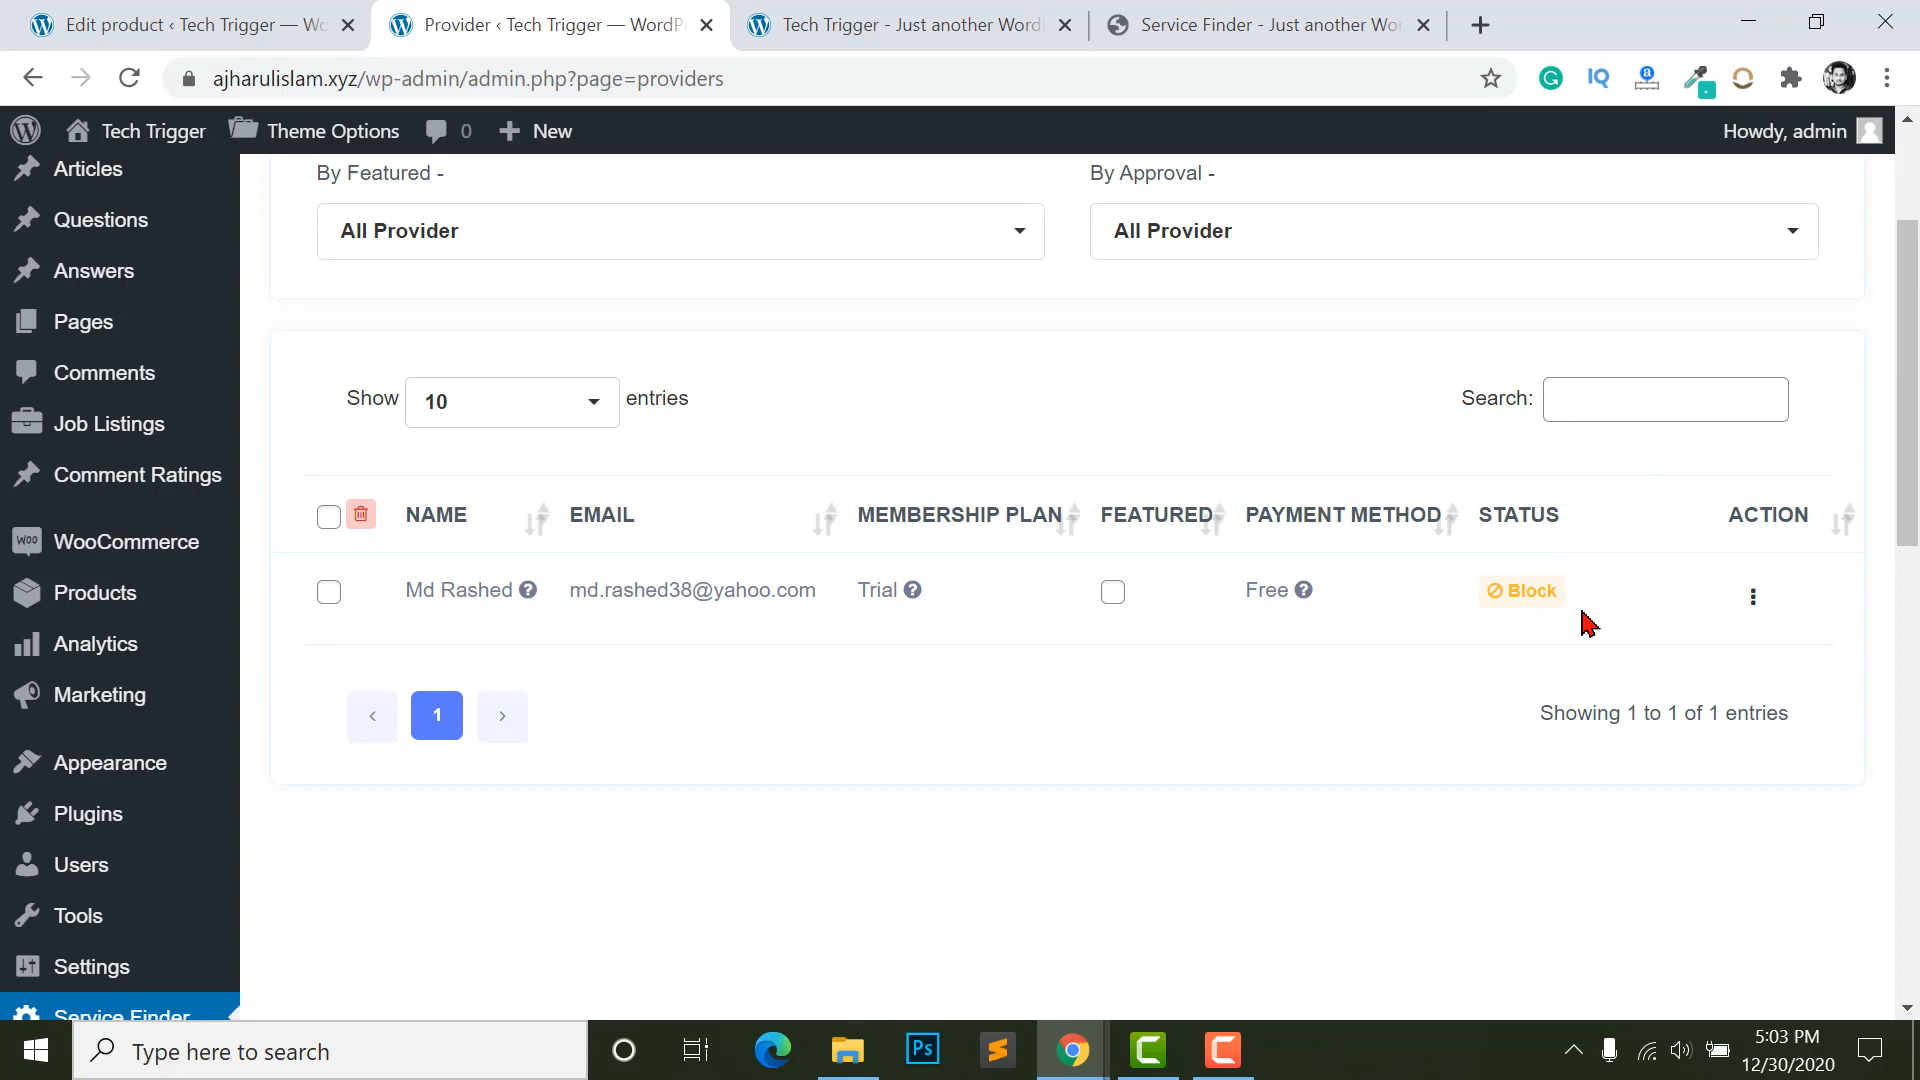 Edit product ‹ Tech Trigger — Wo
Provider ‹ Tech Trigger — WordP
Tech Trigger - Just another Word
Service Finder - Just another Wor
ajharulislam.xyz/wp-admin/admin.php?page=providers
Tech Trigger
Theme Options
0
New
Howdy, admin
Articles
Questions
Answers
Pages
Comments
Job Listings
Comment Ratings
WooCommerce
Products
Analytics
Marketing
Appearance
Plugins
Users
Tools
Settings
Service Finder
By Featured -
By Approval -
All Provider
All Provider
Show 10 entries
Search:
NAME EMAIL MEMBERSHIP PLAN FEATURED PAYMENT METHOD STATUS ACTION
Md Rashed md.rashed38@yahoo.com Trial Free Block
‹ 1 ›
Showing 1 to 1 of 1 entries
Type here to search
Ps
5:03 PM
12/30/2020